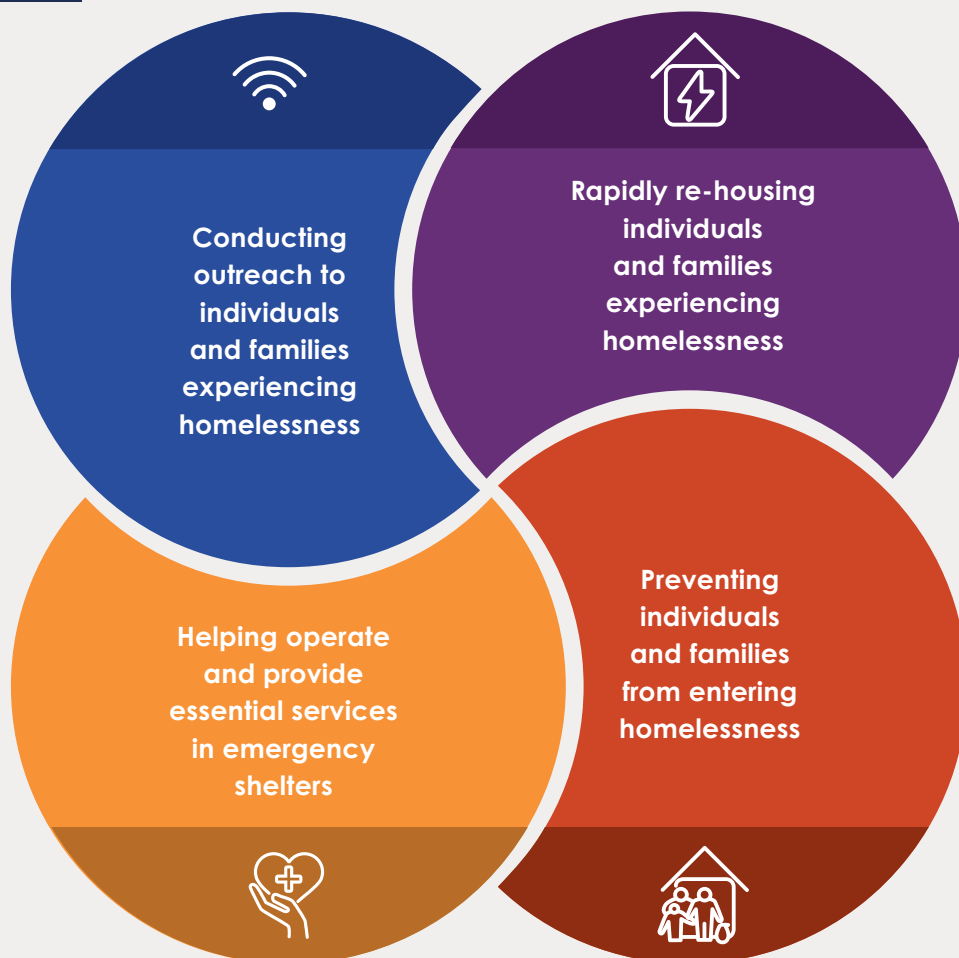 Conducting
outreach to
individuals
and families
experiencing
homelessness
Rapidly re-housing
individuals
and families
experiencing
homelessness
Helping operate
and provide
essential services
in emergency
shelters
Preventing
individuals
and families
from entering
homelessness